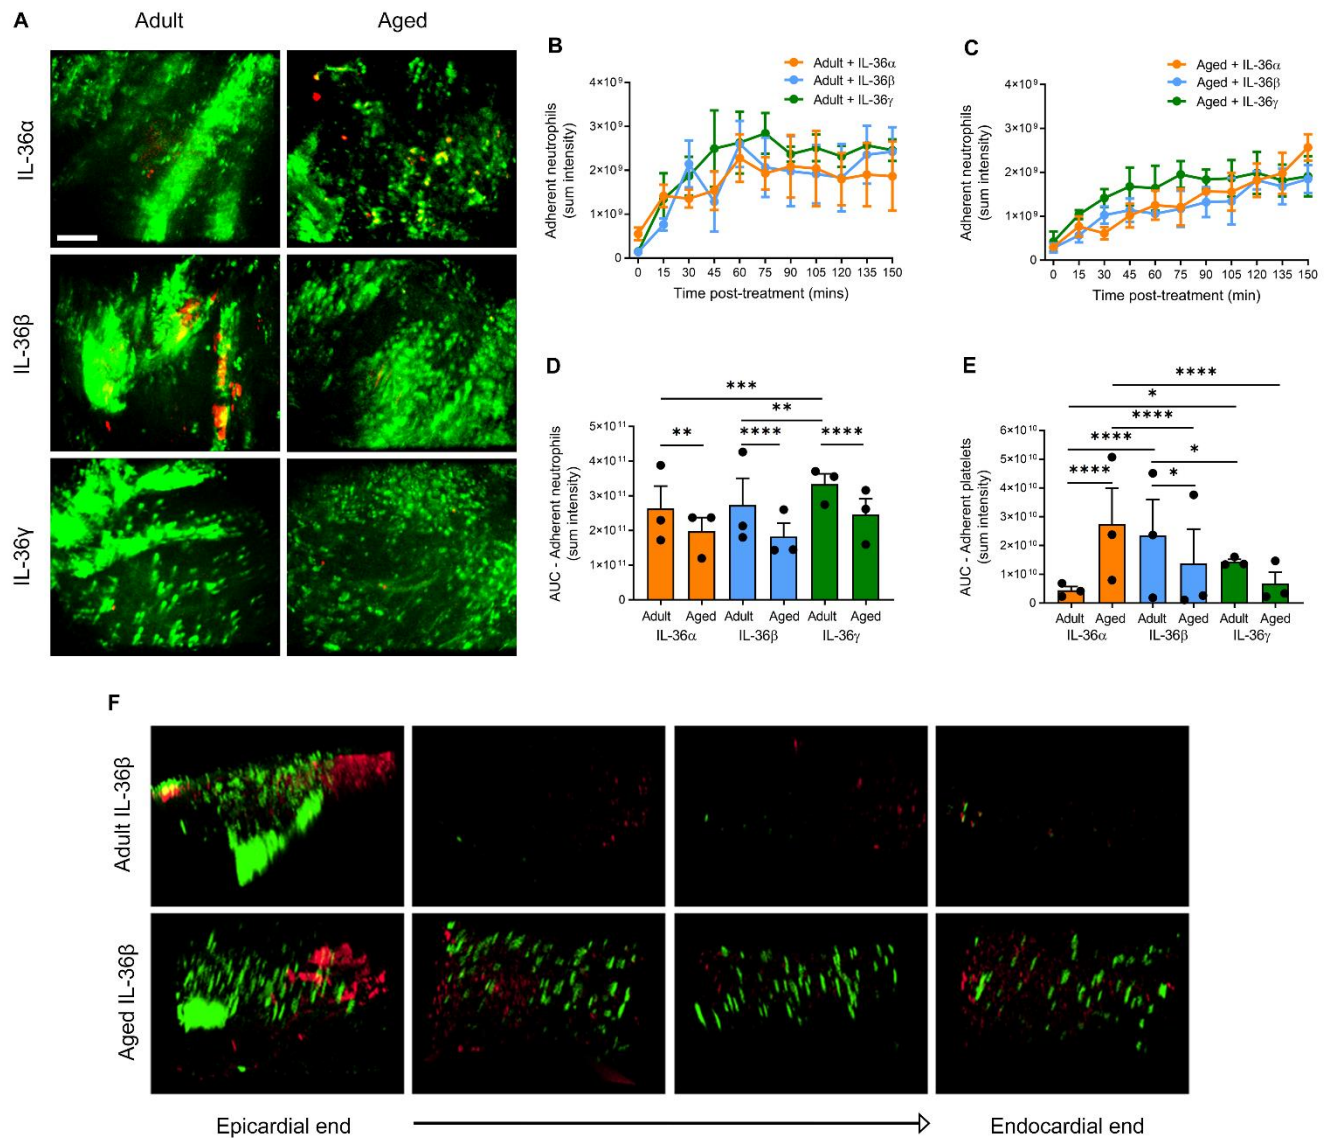 A
Adult
Aged
IL-36α
IL-36β
IL-36γ
B
Adult + IL-36α
Adult + IL-36β
Adult + IL-36γ
Adherent neutrophils
(sum intensity)
4×10⁹
3×10⁹
2×10⁹
1×10⁹
0
0 15 30 45 60 75 90 105 120 135 150
Time post-treatment (mins)
C
Aged + IL-36α
Aged + IL-36β
Aged + IL-36γ
Adherent neutrophils
(sum intensity)
4×10⁹
3×10⁹
2×10⁹
1×10⁹
0
0 15 30 45 60 75 90 105 120 135 150
Time post-treatment (min)
D
AUC - Adherent neutrophils
(sum intensity)
5×10¹¹
4×10¹¹
3×10¹¹
2×10¹¹
1×10¹¹
0
***
**
** **** ****
Adult Aged Adult Aged Adult Aged
IL-36α IL-36β IL-36γ
E
AUC - Adherent platelets
(sum intensity)
6×10¹⁰
5×10¹⁰
4×10¹⁰
3×10¹⁰
2×10¹⁰
1×10¹⁰
0
****
*
****
**** *
**** *
Adult Aged Adult Aged Adult Aged
IL-36α IL-36β IL-36γ
F
Adult IL-36β
Aged IL-36β
Epicardial end
Endocardial end